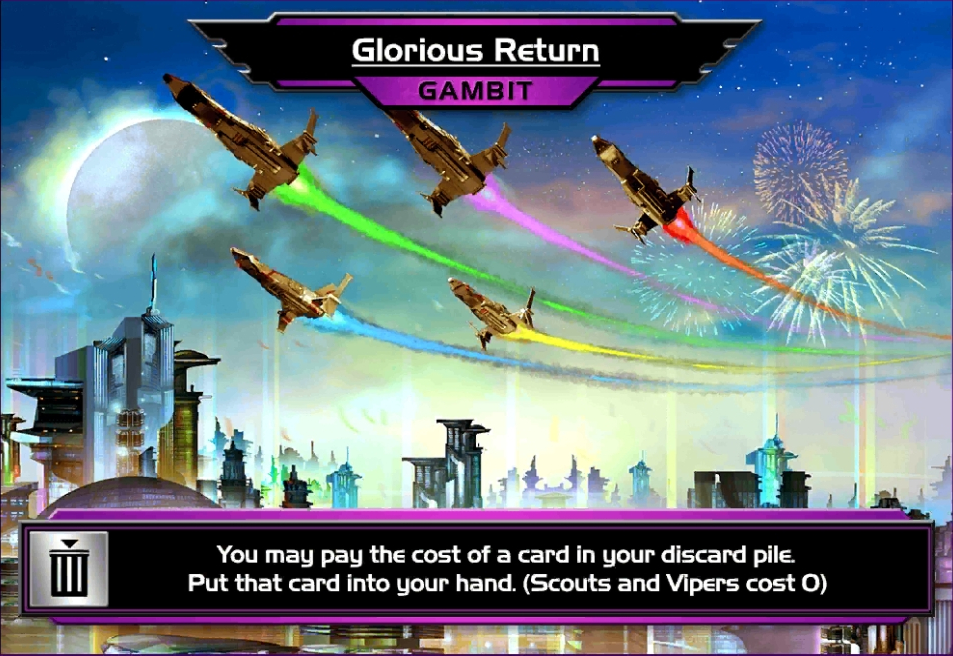 Glorious Return
GAMBIT
You may pay the cost of a card in your discard pile.
Put that card into your hand. (Scouts and Vipers cost 0)